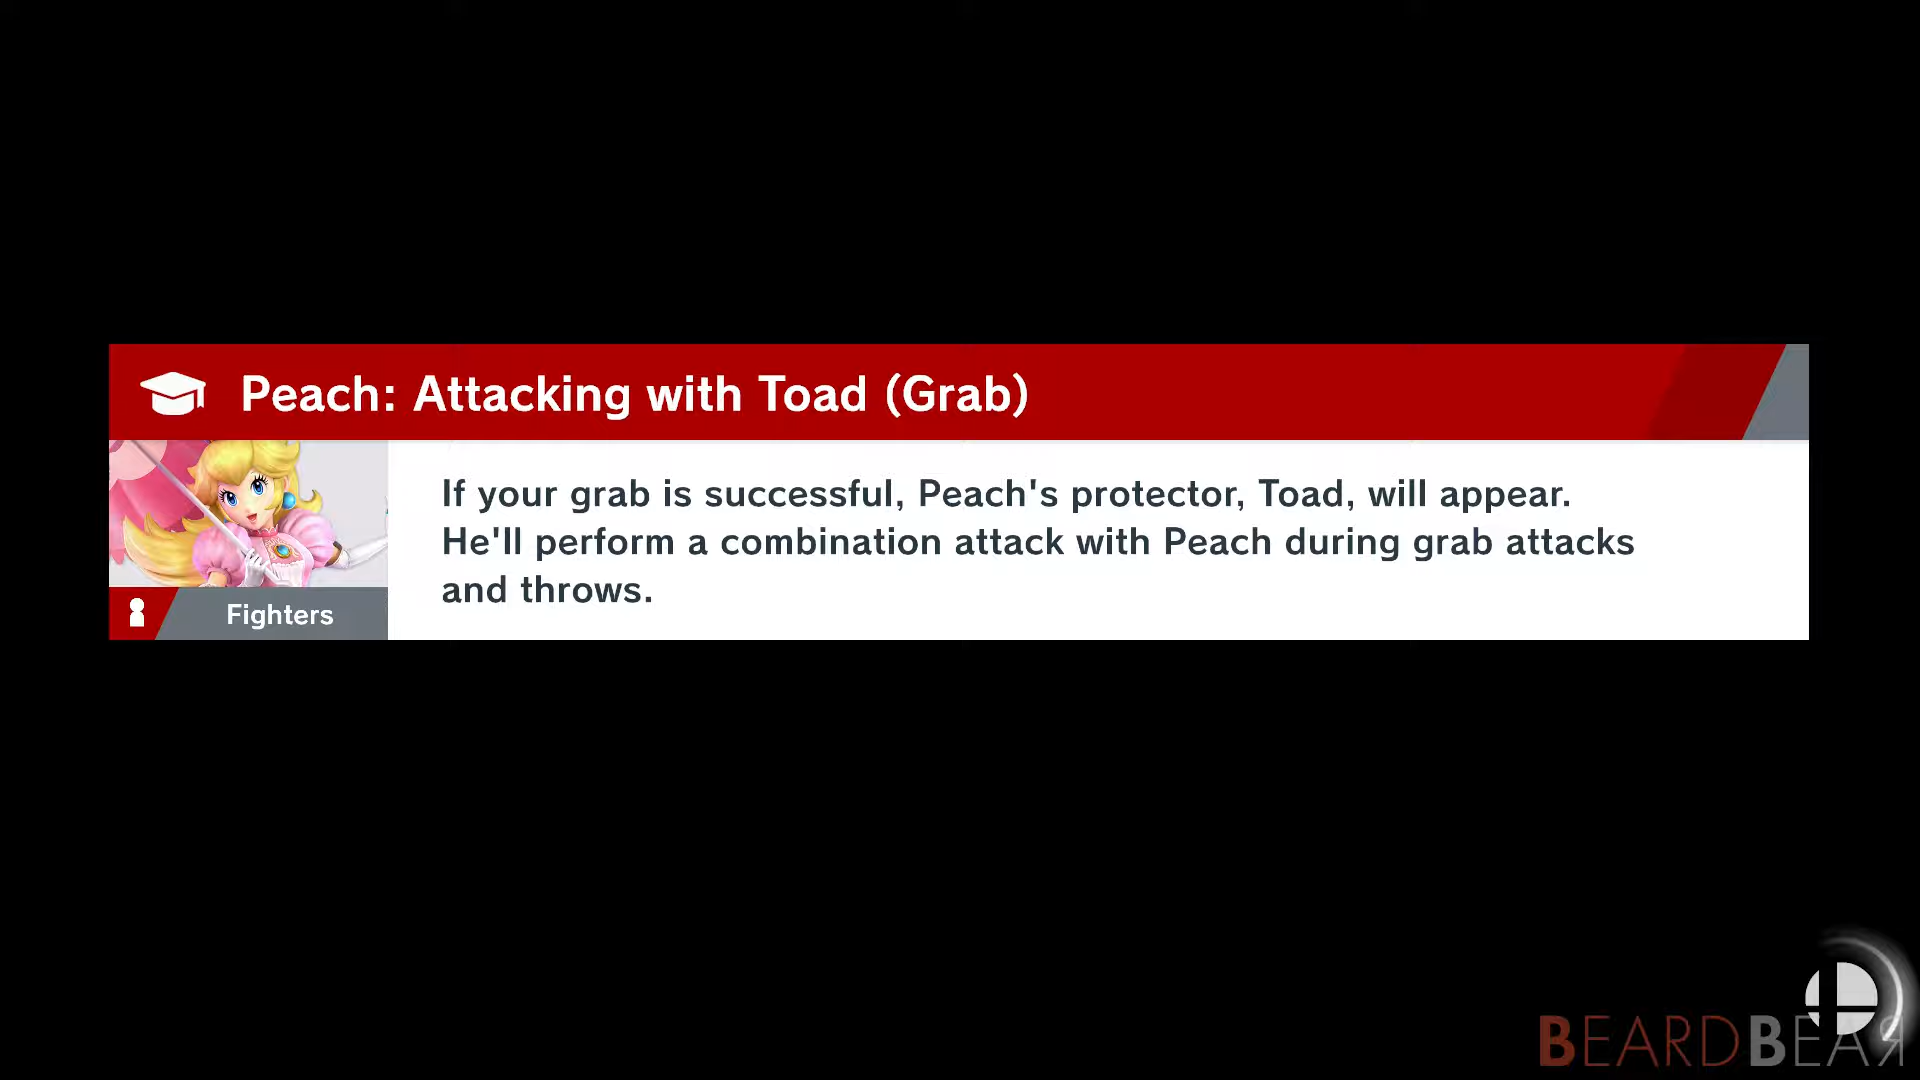 Peach: Attacking with Toad (Grab)
If your grab is successful, Peach's protector, Toad, will appear.
He'll perform a combination attack with Peach during grab attacks
and throws.
Fighters
BEARDBEAR